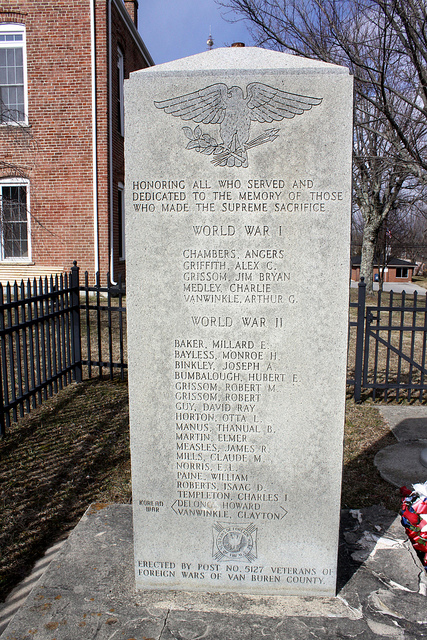 HONORING ALL WHO SERVED AND
DEDICATED TO THE MEMORY OF THOSE
WHO MADE THE SUPREME SACRIFICE
WORLD WAR I
CHAMBERS, ANGERS
GRIFFITH, ALEX C.
GRISSOM, JIM BRYAN
MEDLEY, CHARLIE
VANWINKLE, ARTHUR G.
WORLD WAR II
BAKER, MILLARD E.
BAYLESS, MONROE H.
BINKLEY, JOSEPH A.
BUMBALOUGH, HUBERT E.
GRISSOM, ROBERT M.
GRISSOM, ROBERT
GUY, DAVID RAY
HORTON, OTTA L.
MANUS, THANUAL B.
MARTIN, ELMER
MEASLES, JAMES R.
MILLS, CLAUDE M.
NORRIS, E. L.
PAINE, WILLIAM
ROBERTS, ISAAC D.
TEMPLETON, CHARLES I.
KOREAN WAR
DELONG, HOWARD
VANWINKLE, CLAYTON
ERECTED BY POST NO. 5127 VETERANS OF
FOREIGN WARS OF VAN BUREN COUNTY.